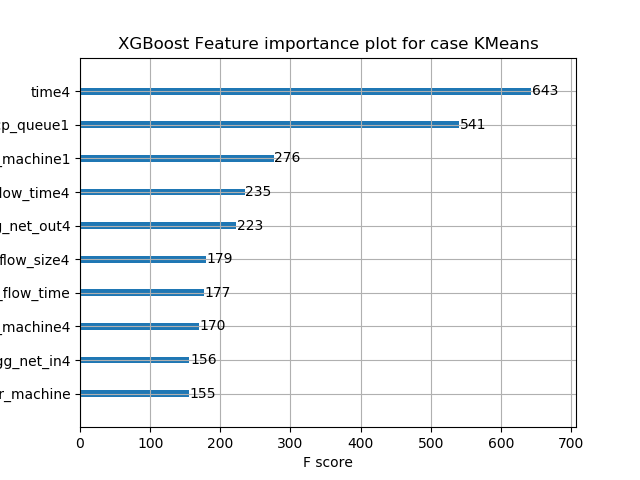 XGBoost Feature importance plot for case KMeans
time4
643
p_queue1
541
_machine1
276
low_time4
235
g_net_out4
223
flow_size4
179
_flow_time
177
_machine4
170
gg_net_in4
156
r_machine
155
0 100 200 300 400 500 600 700
F score